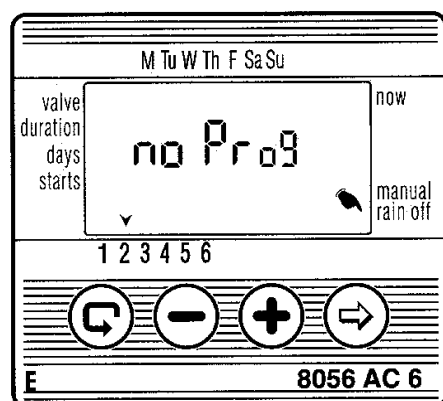 M Tu W Th F Sa Su
valve
duration
days
starts
no Prog
now
manual
rain off
1 2 3 4 5 6
E
8056 AC 6